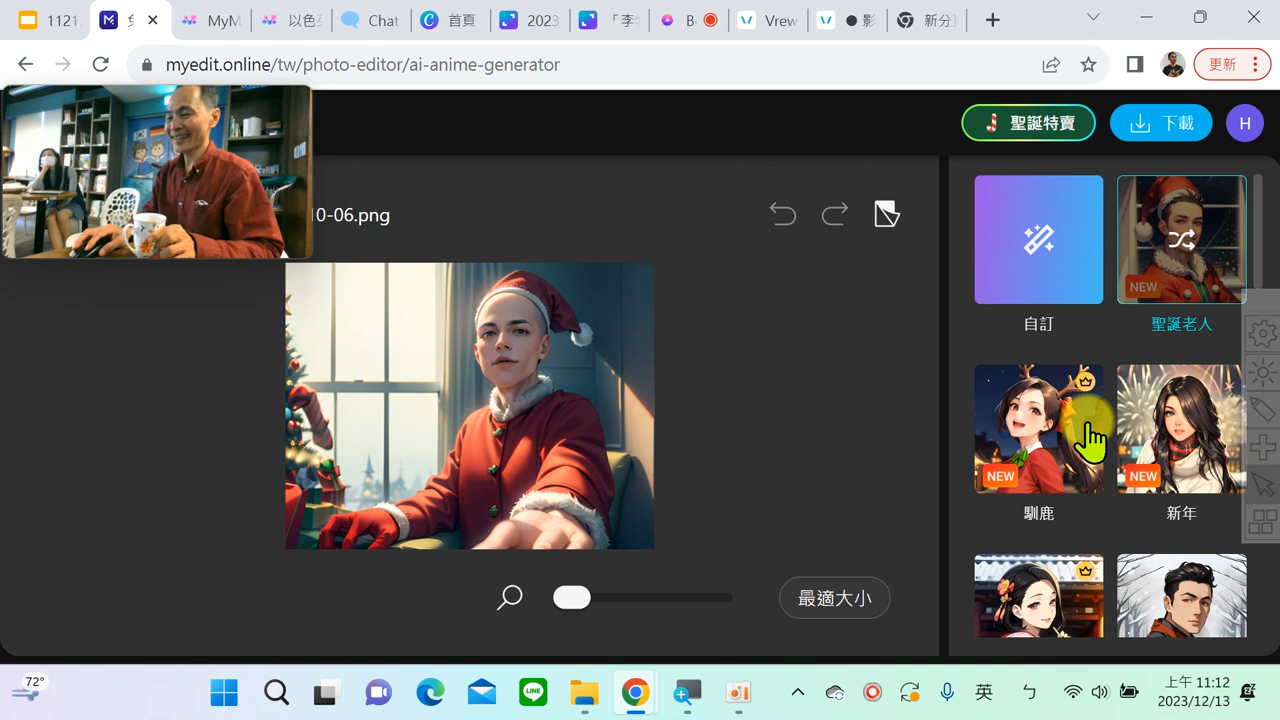 1121
MyM
以色
Chat
首頁
2023
Vrew
影
新分
myedit.online/tw/photo-editor/ai-anime-generator
更新
聖誕特賣
下載
H
0-06.png
NEW
自訂
聖誕老人
NEW
NEW
馴鹿
新年
最適大小
72°
LINE
英
ㄅ
上午 11:12
2023/12/13